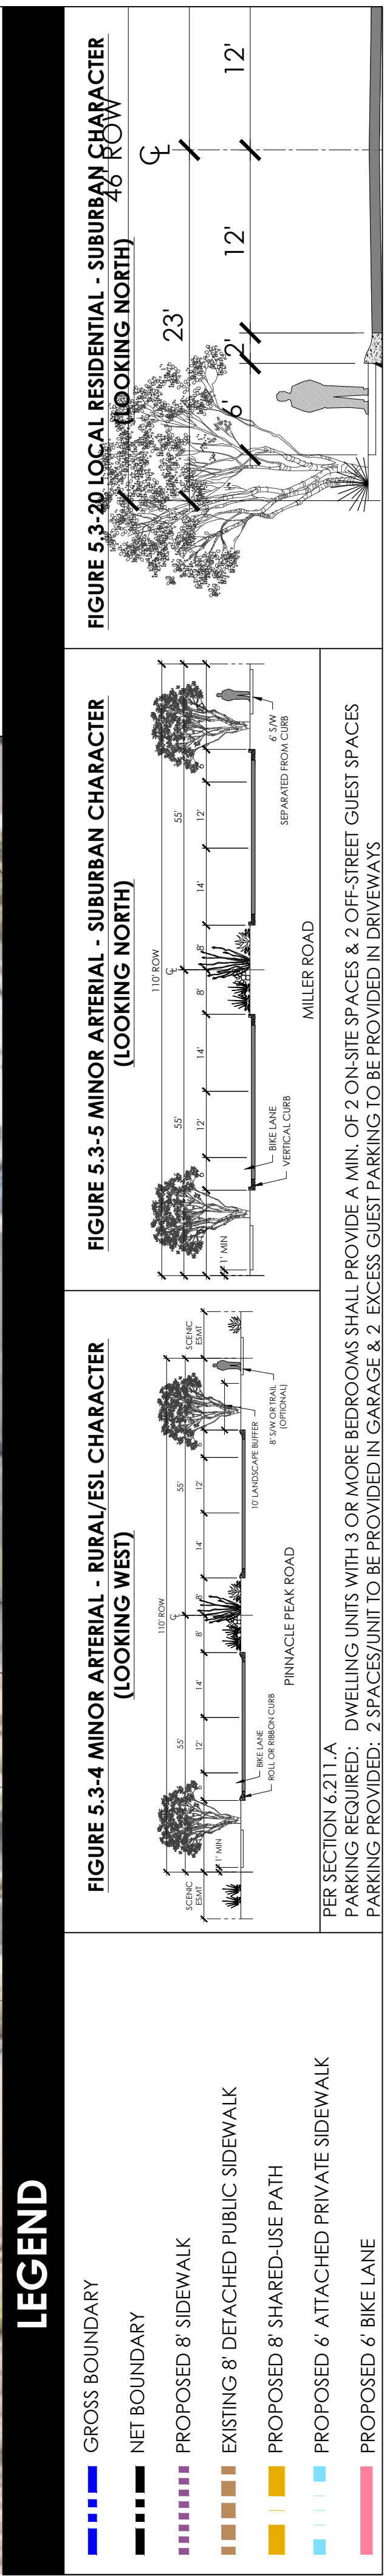 LEGEND
GROSS BOUNDARY
NET BOUNDARY
PROPOSED 8' SIDEWALK
EXISTING 8' DETACHED PUBLIC SIDEWALK
PROPOSED 8' SHARED-USE PATH
PROPOSED 6' ATTACHED PRIVATE SIDEWALK
PROPOSED 6' BIKE LANE
FIGURE 5.3-4 MINOR ARTERIAL - RURAL/ESL CHARACTER
(LOOKING WEST)
110' ROW
℄
55'
55'
SCENIC
ESMT
SCENIC
ESMT
6'
12'
14'
8'
8'
14'
12'
6'
1' MIN
BIKE LANE
ROLL OR RIBBON CURB
10' LANDSCAPE BUFFER
8' S/W OR TRAIL
(OPTIONAL)
PINNACLE PEAK ROAD
FIGURE 5.3-5 MINOR ARTERIAL - SUBURBAN CHARACTER
(LOOKING NORTH)
110' ROW
℄
55'
55'
6'
12'
14'
8'
8'
14'
12'
1' MIN
BIKE LANE
VERTICAL CURB
6' S/W
SEPARATED FROM CURB
MILLER ROAD
PER SECTION 6.211.A
PARKING REQUIRED: DWELLING UNITS WITH 3 OR MORE BEDROOMS SHALL PROVIDE A MIN. OF 2 ON-SITE SPACES & 2 OFF-STREET GUEST SPACES
PARKING PROVIDED: 2 SPACES/UNIT TO BE PROVIDED IN GARAGE & 2 EXCESS GUEST PARKING TO BE PROVIDED IN DRIVEWAYS
FIGURE 5.3-20 LOCAL RESIDENTIAL - SUBURBAN CHARACTER
(LOOKING NORTH)
46' ROW
℄
23'
6'
2'
12'
12'